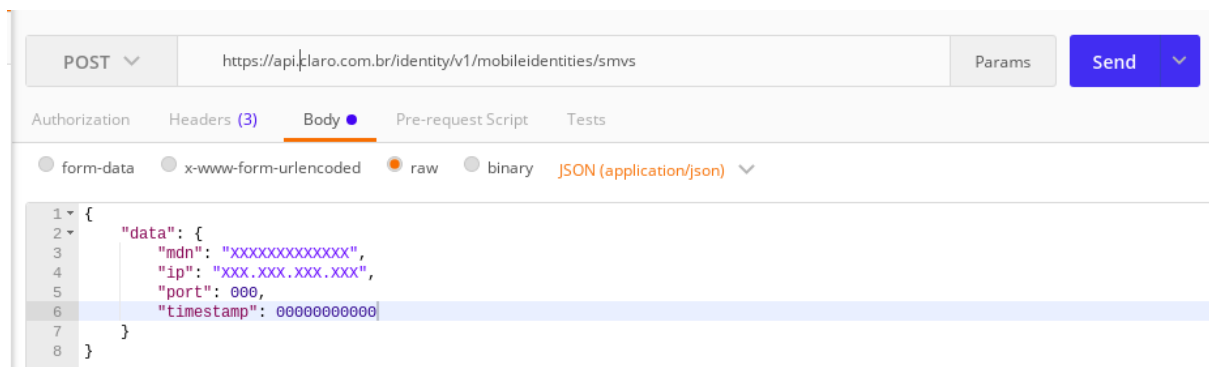 POST https://api.claro.com.br/identity/v1/mobileidentities/smvs Params Send
Authorization Headers (3) Body Pre-request Script Tests
form-data x-www-form-urlencoded raw binary JSON (application/json)
1 {
2 "data": {
3 "mdn": "XXXXXXXXXXXXX",
4 "ip": "XXX.XXX.XXX.XXX",
5 "port": 000,
6 "timestamp": 00000000000
7 }
8 }